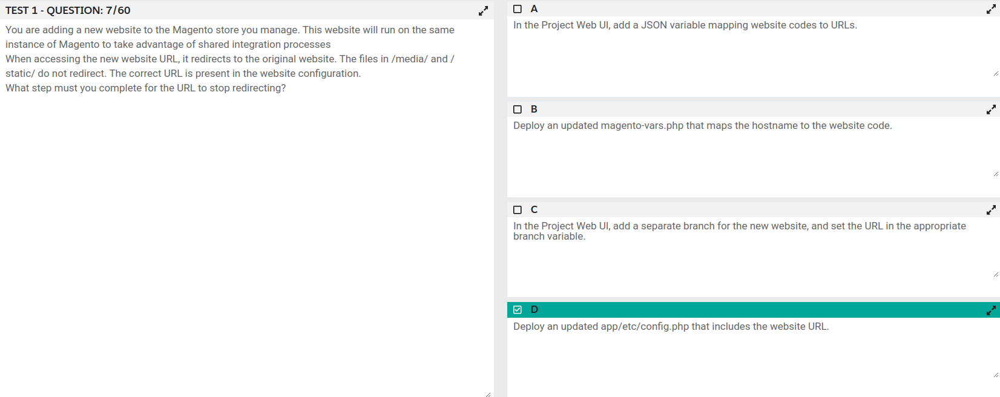 TEST 1 - QUESTION: 7/60
You are adding a new website to the Magento store you manage. This website will run on the same
instance of Magento to take advantage of shared integration processes
When accessing the new website URL, it redirects to the original website. The files in /media/ and /
static/ do not redirect. The correct URL is present in the website configuration.
What step must you complete for the URL to stop redirecting?
A
In the Project Web UI, add a JSON variable mapping website codes to URLs.
B
Deploy an updated magento-vars.php that maps the hostname to the website code.
C
In the Project Web UI, add a separate branch for the new website, and set the URL in the appropriate
branch variable.
D
Deploy an updated app/etc/config.php that includes the website URL.